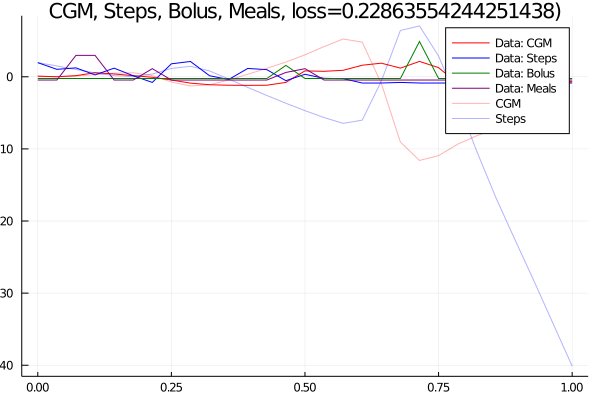 CGM, Steps, Bolus, Meals, loss=0.22863554244251438)
Data: CGM
Data: Steps
Data: Bolus
Data: Meals
CGM
Steps
0
10
20
30
40
0.00 0.25 0.50 0.75 1.00